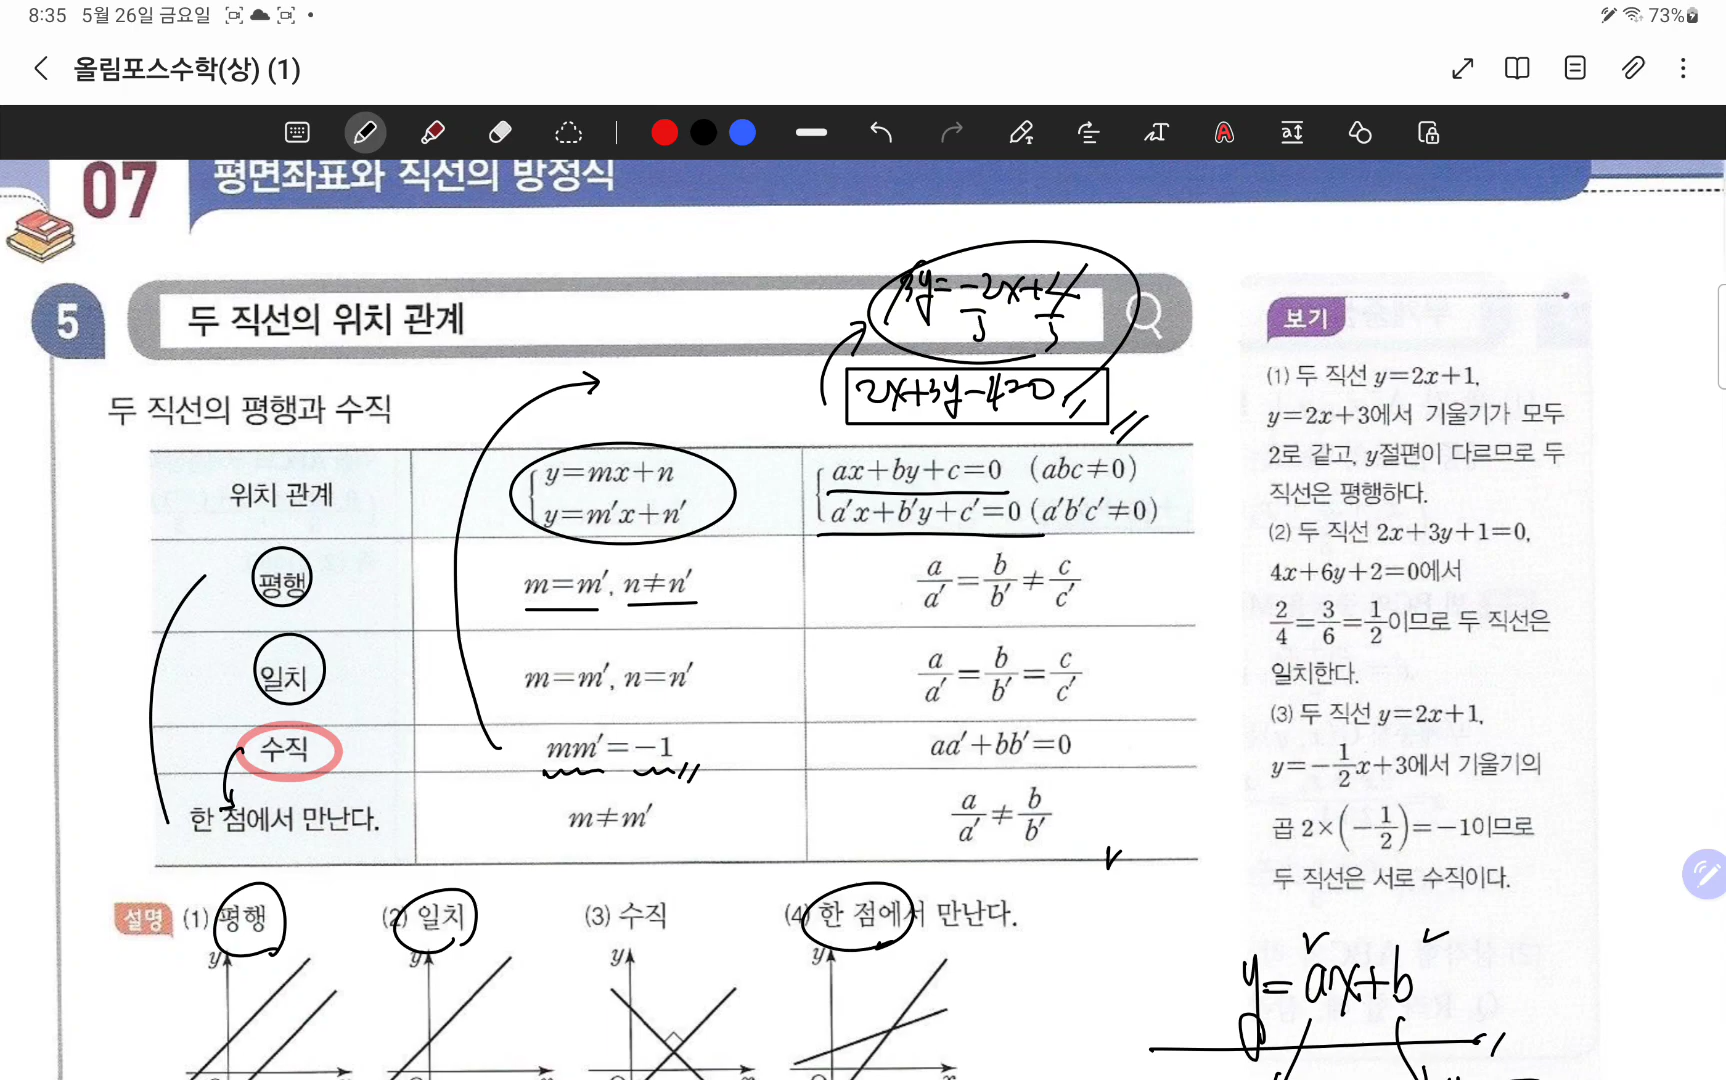 8:35 5월 26일 금요일
73%
올림포스수학(상) (1)
07 평면좌표와 직선의 방정식
5 두 직선의 위치 관계
3y=-2x+4
3 3
2x+3y-4=0
두 직선의 평행과 수직
위치 관계
y=mx+n
y=m′x+n′
ax+by+c=0 (abc≠0)
a′x+b′y+c′=0 (a′b′c′≠0)
평행 m=m′, n≠n′ a/a′=b/b′≠c/c′
일치 m=m′, n=n′ a/a′=b/b′=c/c′
수직 mm′=-1 aa′+bb′=0
한 점에서 만난다. m≠m′ a/a′≠b/b′
설명 (1) 평행 (2) 일치 (3) 수직 (4) 한 점에서 만난다.
y y y y
보기
(1) 두 직선 y=2x+1,
y=2x+3에서 기울기가 모두
2로 같고, y절편이 다르므로 두
직선은 평행하다.
(2) 두 직선 2x+3y+1=0,
4x+6y+2=0에서
2/4=3/6=1/2이므로 두 직선은
일치한다.
(3) 두 직선 y=2x+1,
y=-1/2x+3에서 기울기의
곱 2×(-1/2)=-1이므로
두 직선은 서로 수직이다.
y=ax+b